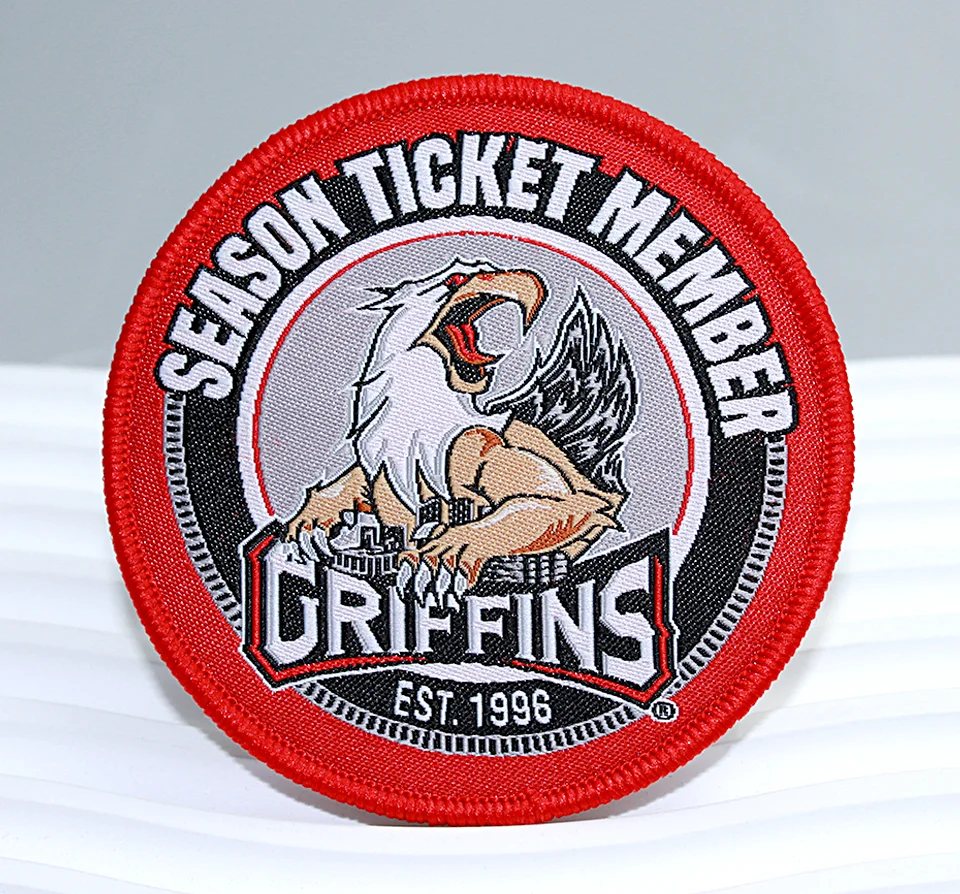 SEASON TICKET MEMBER
GRIFFINS
EST. 1996
®